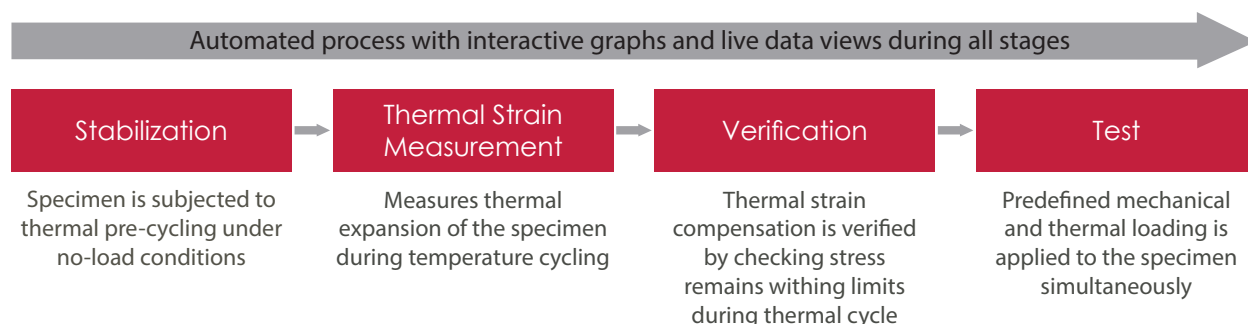 Automated process with interactive graphs and live data views during all stages
Stabilization
Thermal Strain
Measurement
Verification
Test
Specimen is subjected to
thermal pre-cycling under
no-load conditions
Measures thermal
expansion of the specimen
during temperature cycling
Thermal strain
compensation is verified
by checking stress
remains withing limits
during thermal cycle
Predefined mechanical
and thermal loading is
applied to the specimen
simultaneously